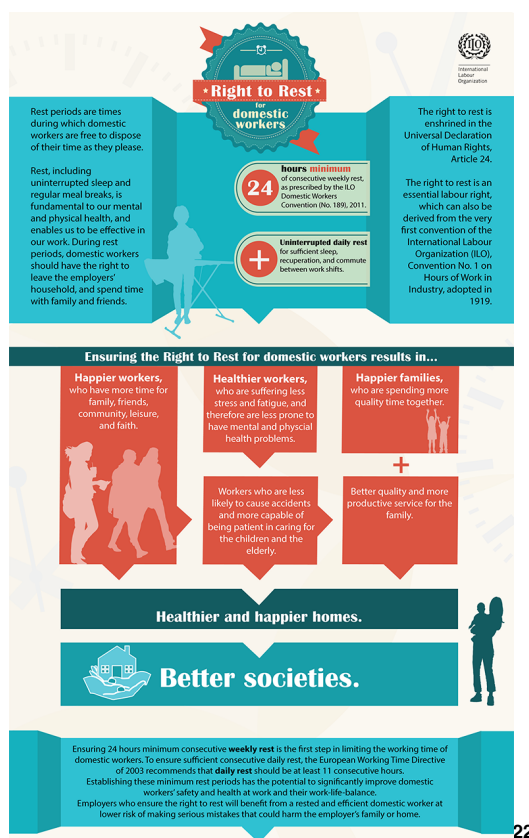 Right to Rest
for
domestic
workers
ILO
International
Labour
Organization
Rest periods are times
during which domestic
workers are free to dispose
of their time as they please.
Rest, including
uninterrupted sleep and
regular meal breaks, is
fundamental to our mental
and physical health, and
enables us to be effective in
our work. During rest
periods, domestic workers
should have the right to
leave the employers'
household, and spend time
with family and friends.
24
hours minimum
of consecutive weekly rest,
as prescribed by the ILO
Domestic Workers
Convention (No. 189), 2011.
+
Uninterrupted daily rest
for sufficient sleep,
recuperation, and commute
between work shifts.
The right to rest is
enshrined in the
Universal Declaration
of Human Rights,
Article 24.
The right to rest is an
essential labour right,
which can also be
derived from the very
first convention of the
International Labour
Organization (ILO),
Convention No. 1 on
Hours of Work in
Industry, adopted in
1919.
Ensuring the Right to Rest for domestic workers results in...
Happier workers,
who have more time for
family, friends,
community, leisure,
and faith.
Healthier workers,
who are suffering less
stress and fatigue, and
therefore are less prone to
have mental and physcial
health problems.
Workers who are less
likely to cause accidents
and more capable of
being patient in caring for
the children and the
elderly.
Happier families,
who are spending more
quality time together.
+
Better quality and more
productive service for the
family.
Healthier and happier homes.
Better societies.
Ensuring 24 hours minimum consecutive weekly rest is the first step in limiting the working time of
domestic workers. To ensure sufficient consecutive daily rest, the European Working Time Directive
of 2003 recommends that daily rest should be at least 11 consecutive hours.
Establishing these minimum rest periods has the potential to significantly improve domestic
workers' safety and health at work and their work-life-balance.
Employers who ensure the right to rest will benefit from a rested and efficient domestic worker at
lower risk of making serious mistakes that could harm the employer's family or home.
22